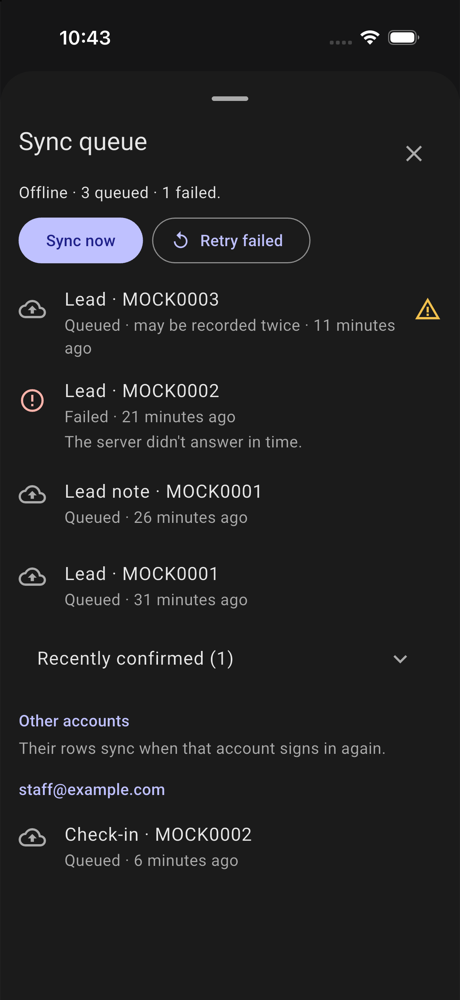 10:43
Sync queue
Offline · 3 queued · 1 failed.
Sync now
Retry failed
Lead · MOCK0003
Queued · may be recorded twice · 11 minutes
ago
Lead · MOCK0002
Failed · 21 minutes ago
The server didn't answer in time.
Lead note · MOCK0001
Queued · 26 minutes ago
Lead · MOCK0001
Queued · 31 minutes ago
Recently confirmed (1)
Other accounts
Their rows sync when that account signs in again.
staff@example.com
Check-in · MOCK0002
Queued · 6 minutes ago